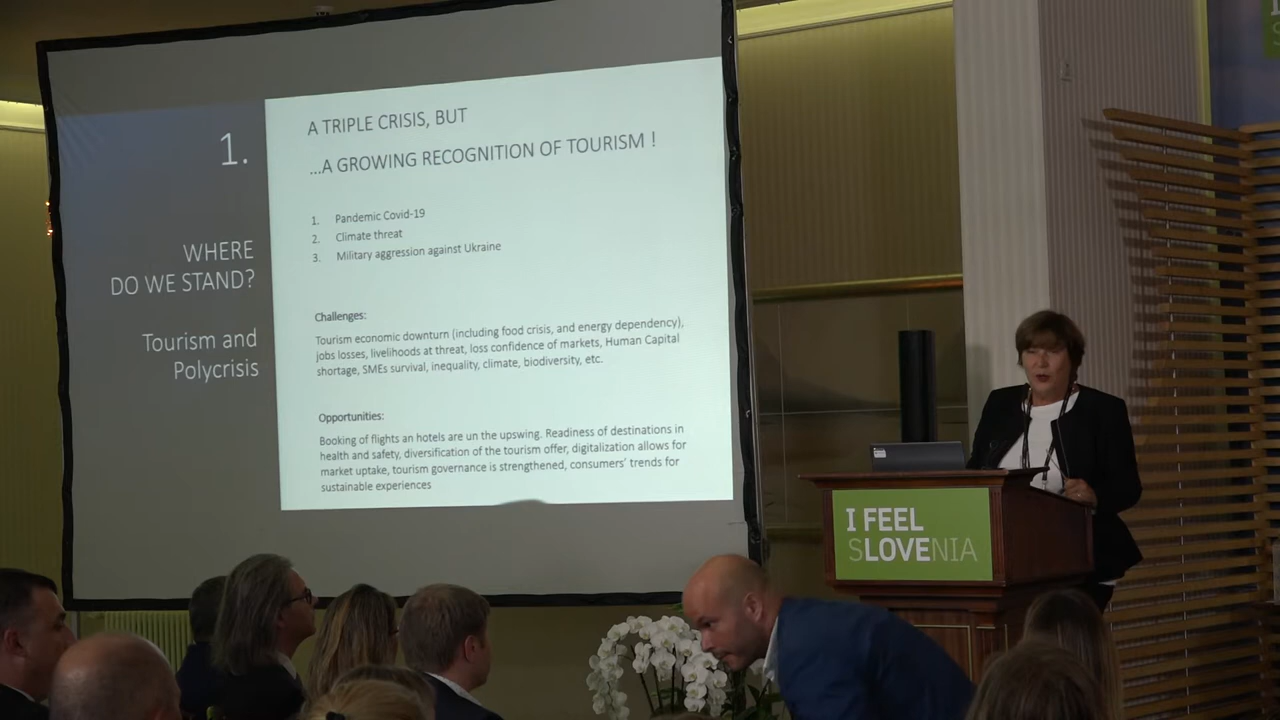 1.
WHERE
DO WE STAND?
Tourism and
Polycrisis
A TRIPLE CRISIS, BUT
...A GROWING RECOGNITION OF TOURISM !
1. Pandemic Covid-19
2. Climate threat
3. Military aggression against Ukraine
Challenges:
Tourism economic downturn (including food crisis, and energy dependency),
jobs losses, livelihoods at threat, loss confidence of markets, Human Capital
shortage, SMEs survival, inequality, climate, biodiversity, etc.
Opportunities:
Booking of flights an hotels are un the upswing. Readiness of destinations in
health and safety, diversification of the tourism offer, digitalization allows for
market uptake, tourism governance is strengthened, consumers' trends for
sustainable experiences
I FEEL
SLOVENIA